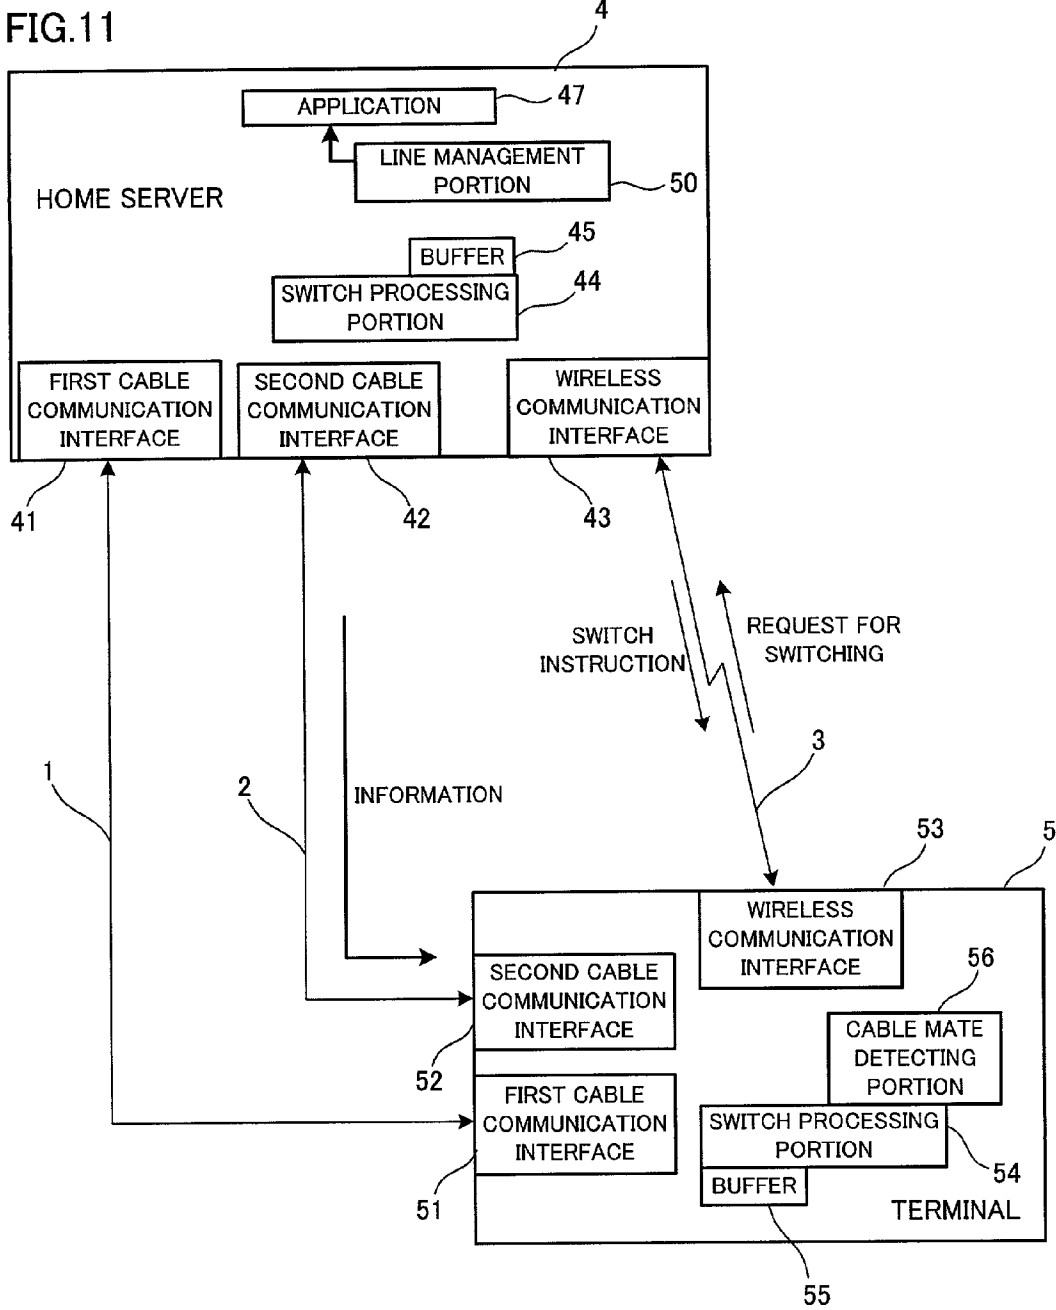 FIG.11
4
APPLICATION
47
LINE MANAGEMENT
PORTION
50
HOME SERVER
BUFFER
45
SWITCH PROCESSING
PORTION
44
FIRST CABLE
COMMUNICATION
INTERFACE
SECOND CABLE
COMMUNICATION
INTERFACE
WIRELESS
COMMUNICATION
INTERFACE
41
42
43
SWITCH
INSTRUCTION
REQUEST FOR
SWITCHING
1
2
INFORMATION
3
53
5
WIRELESS
COMMUNICATION
INTERFACE
SECOND CABLE
COMMUNICATION
INTERFACE
52
56
CABLE MATE
DETECTING
PORTION
FIRST CABLE
COMMUNICATION
INTERFACE
51
SWITCH PROCESSING
PORTION
54
BUFFER
55
TERMINAL